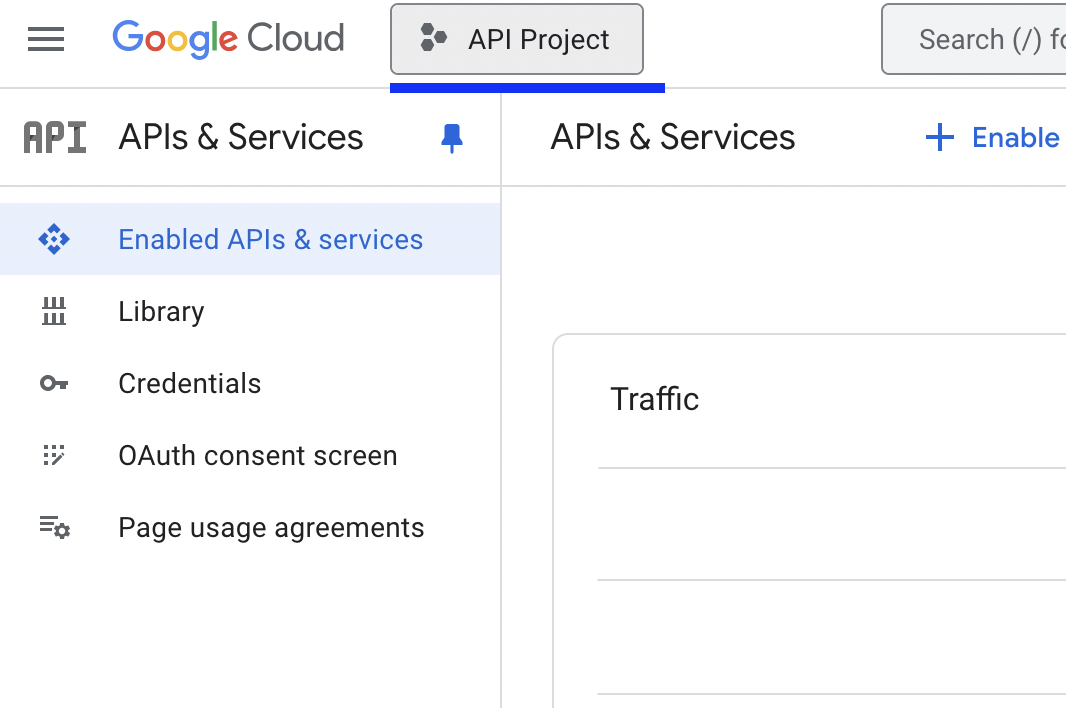 Google Cloud
API Project
Search (/) fo
API
APIs & Services
APIs & Services
Enable
Enabled APIs & services
Library
Credentials
OAuth consent screen
Page usage agreements
Traffic